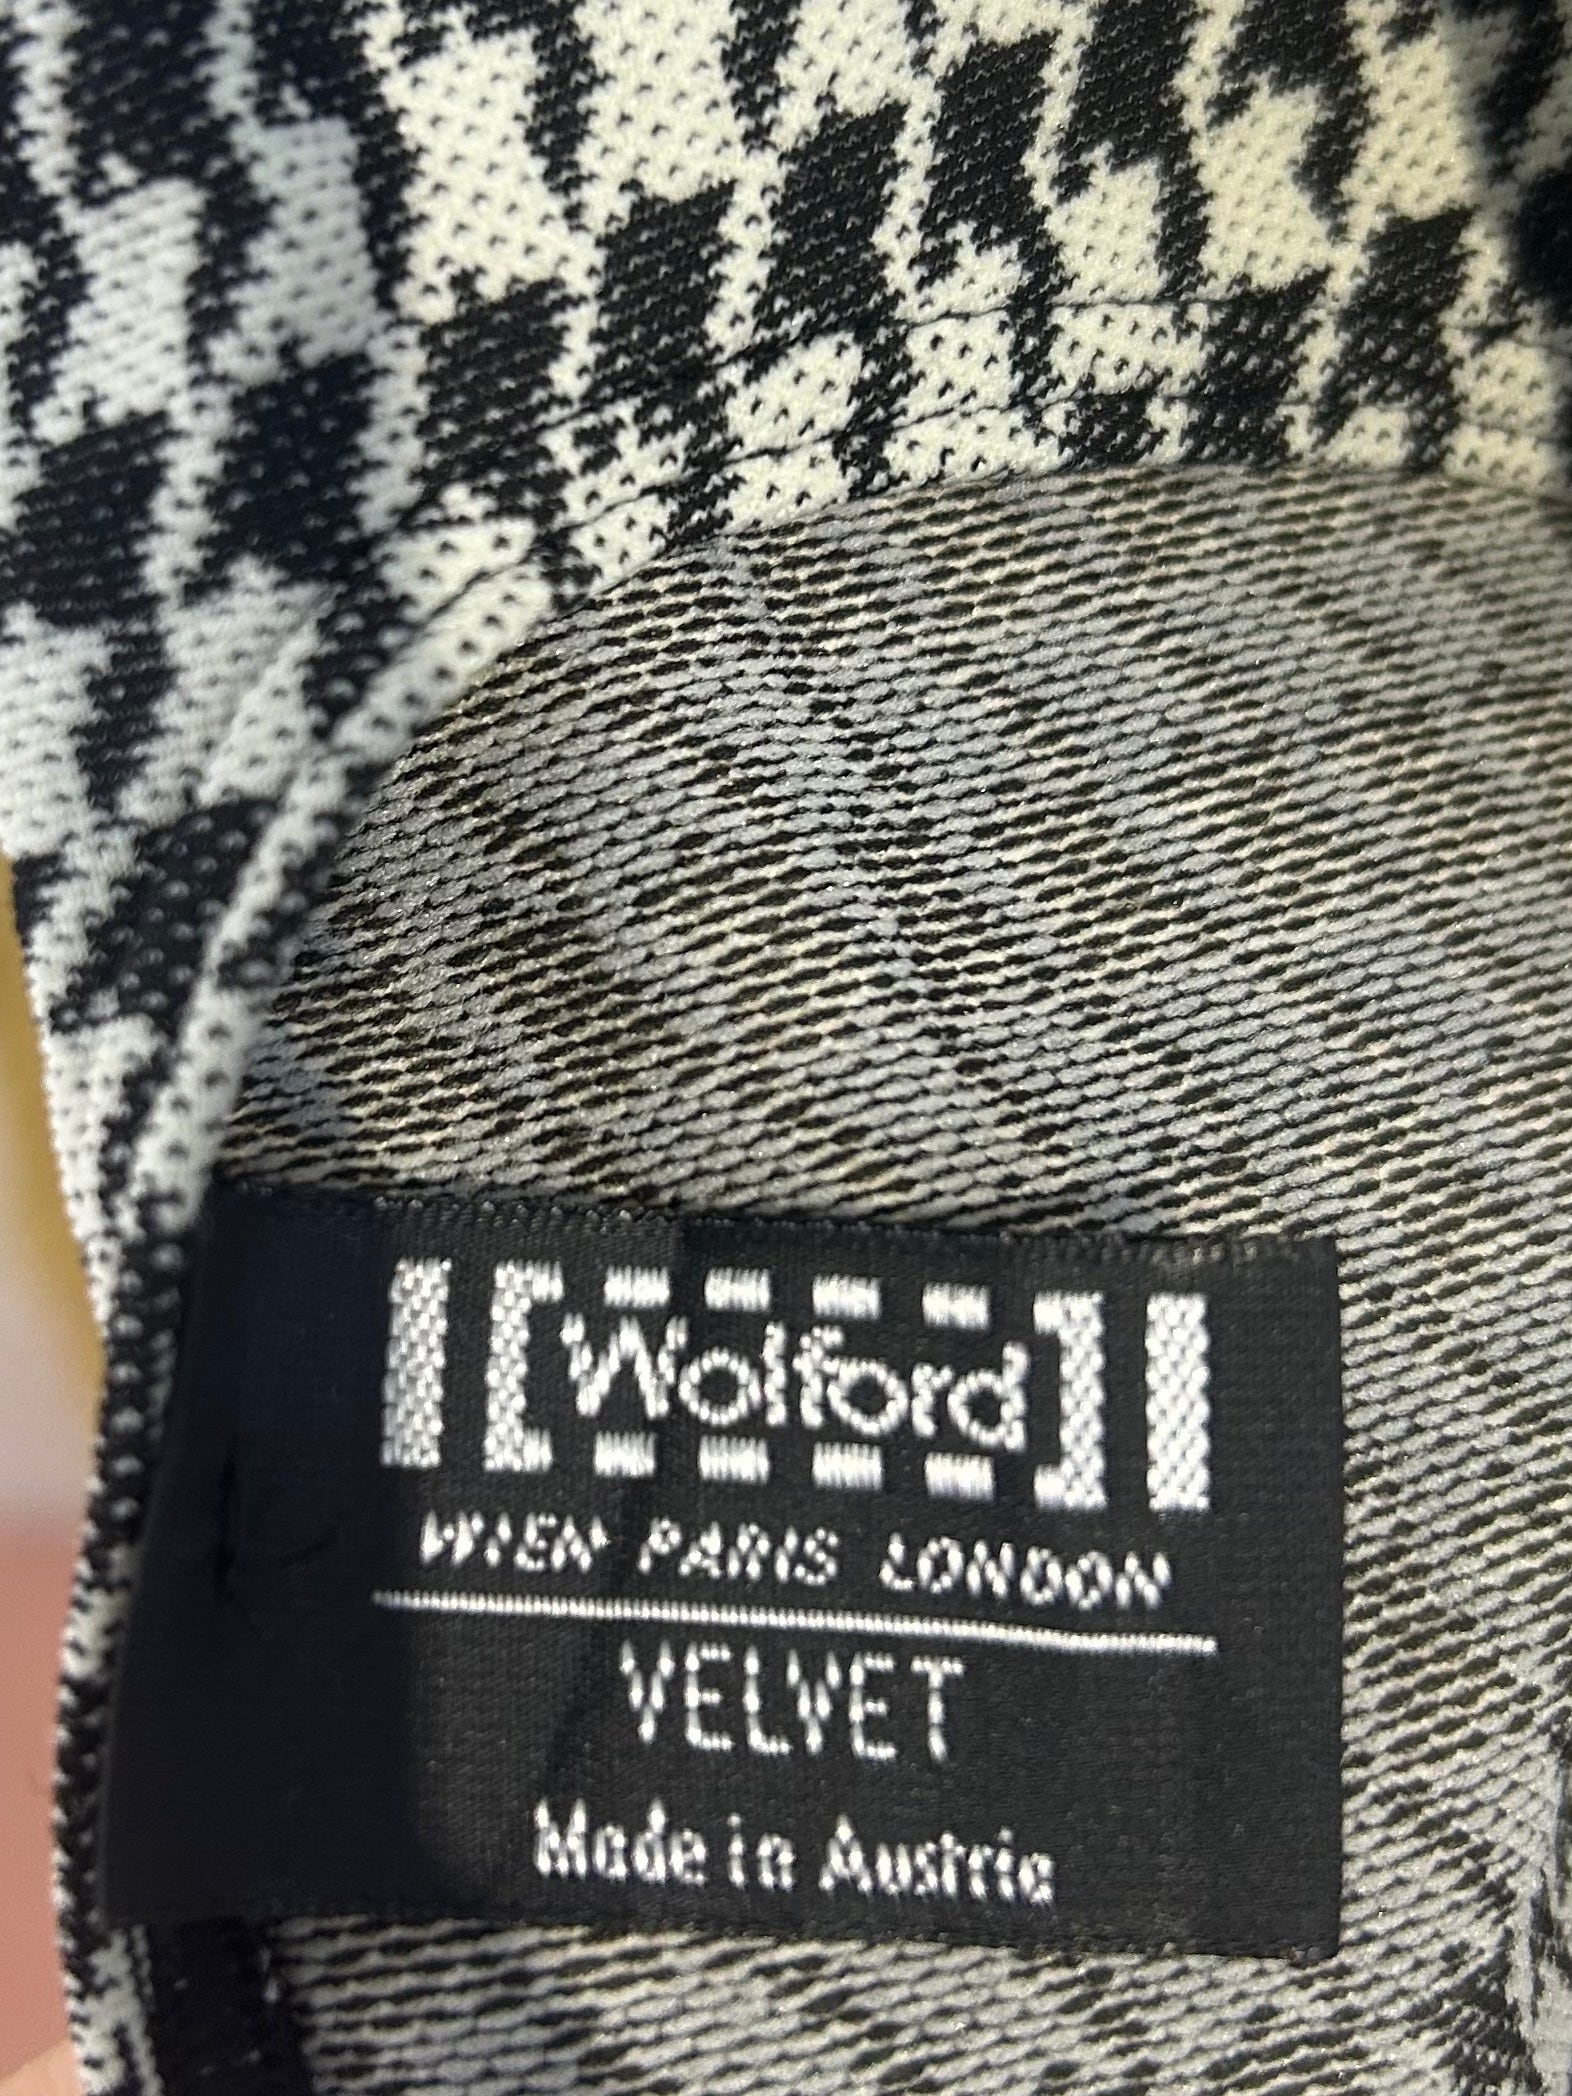 Wolford
WIEN PARIS LONDON
VELVET
Made in Austria